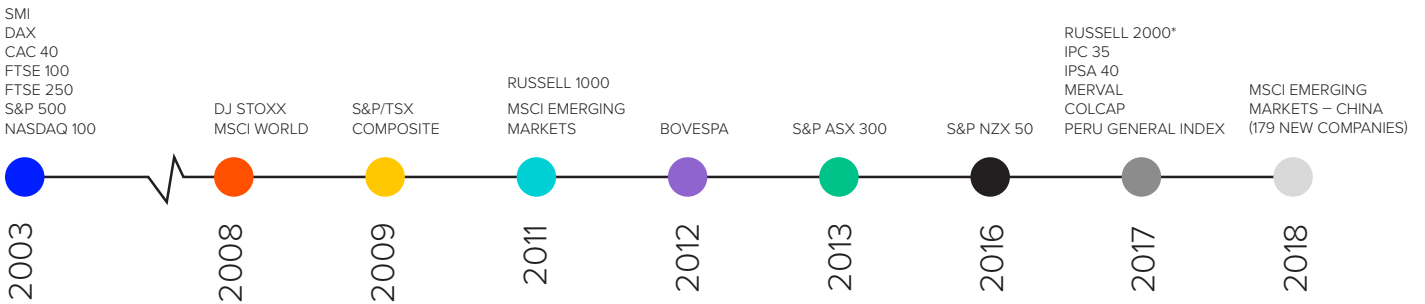 SMI
DAX
CAC 40
FTSE 100
FTSE 250
S&P 500
NASDAQ 100
DJ STOXX
MSCI WORLD
S&P/TSX
COMPOSITE
RUSSELL 1000
MSCI EMERGING
MARKETS
BOVESPA
S&P ASX 300
S&P NZX 50
RUSSELL 2000*
IPC 35
IPSA 40
MERVAL
COLCAP
PERU GENERAL INDEX
MSCI EMERGING
MARKETS – CHINA
(179 NEW COMPANIES)
2003
2008
2009
2011
2012
2013
2016
2017
2018